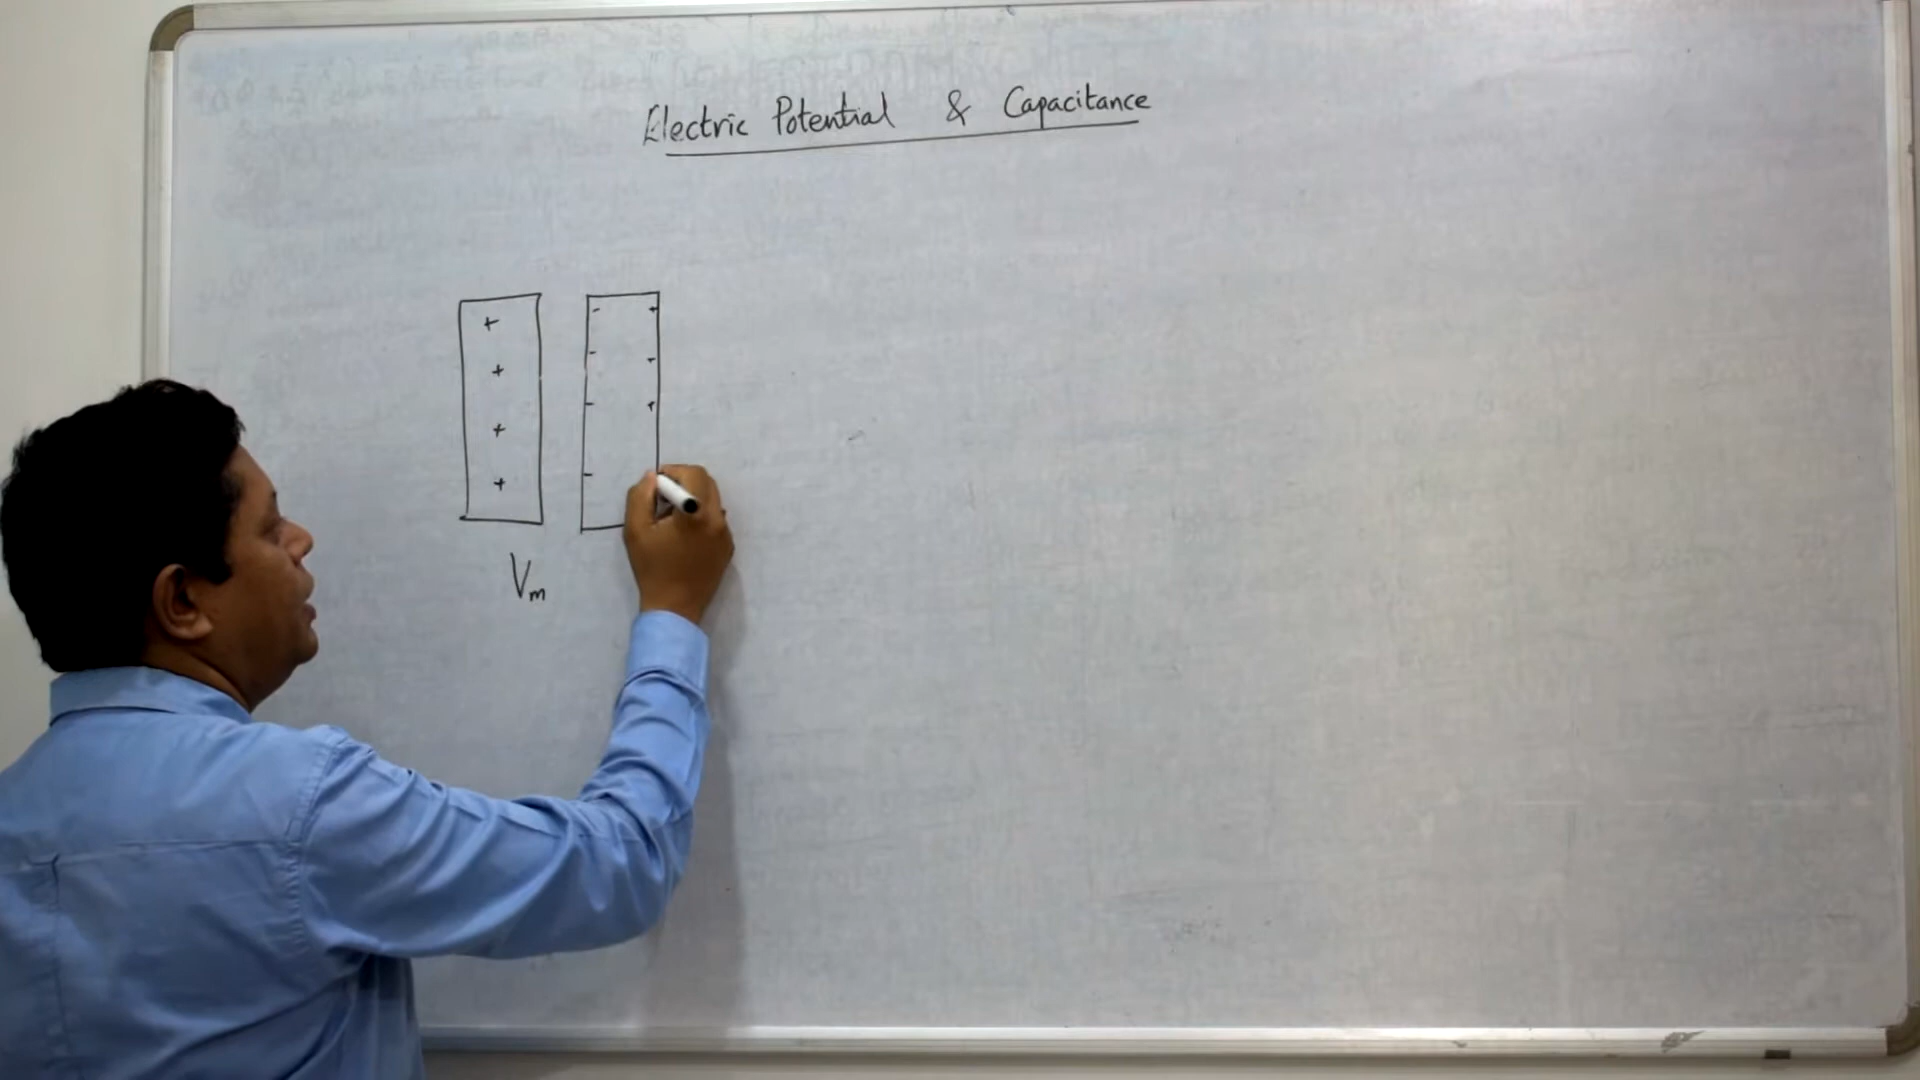 Electric Potential & Capacitance
+ - +
+ - +
+ - +
+ -
Vm